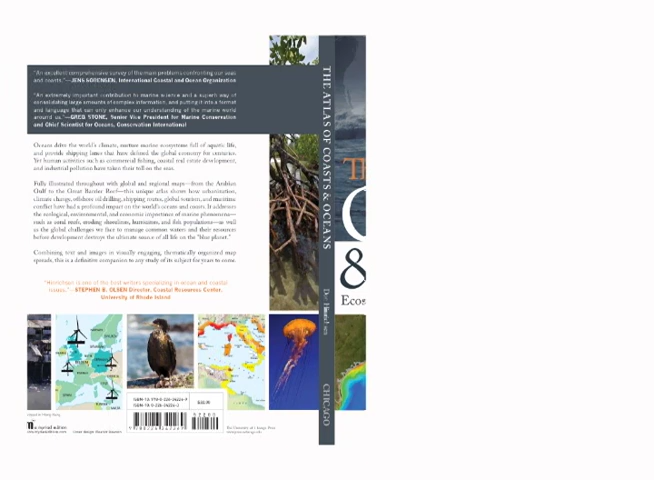 "An excellent comprehensive survey of the main problems confronting our seas
and coasts."—JENS SORENSEN, International Coastal and Ocean Organization
"An extremely important contribution to marine science and a superb way of
consolidating large amounts of complex information, and putting it into a format
and language that can only enhance our understanding of the marine world
around us."—GREG STONE, Senior Vice President for Marine Conservation
and Chief Scientist for Oceans, Conservation International
Oceans drive the world's climate, nurture marine ecosystems full of aquatic life,
and provide shipping lanes that have defined the global economy for centuries.
Yet human activities such as commercial fishing, coastal real estate development,
and industrial pollution have taken their toll on the seas.
Fully illustrated throughout with global and regional maps—from the Arabian
Gulf to the Great Barrier Reef—this unique atlas shows how urbanization,
climate change, offshore oil drilling, shipping routes, global tourism, and maritime
conflict have had a profound impact on the world's oceans and coasts. It addresses
the ecological, environmental, and economic importance of marine phenomena—
such as coral reefs, eroding shorelines, hurricanes, and fish populations—as well
as the global challenges we face to manage common waters and their resources
before development destroys the ultimate source of all life on the "blue planet."
Combining text and images in visually engaging, thematically organized map
spreads, this is a definitive companion to any study of its subject for years to come.
is one of the best writers specializing in ocean and coastal
issues."—STEPHEN B. OLSEN Director, Coastal Resources Center,
University of Rhode Island
THE ATLAS OF COASTS & OCEANS
Don Hinrichsen
CHICAGO
&
a myriad edition
The University of Chicago Press